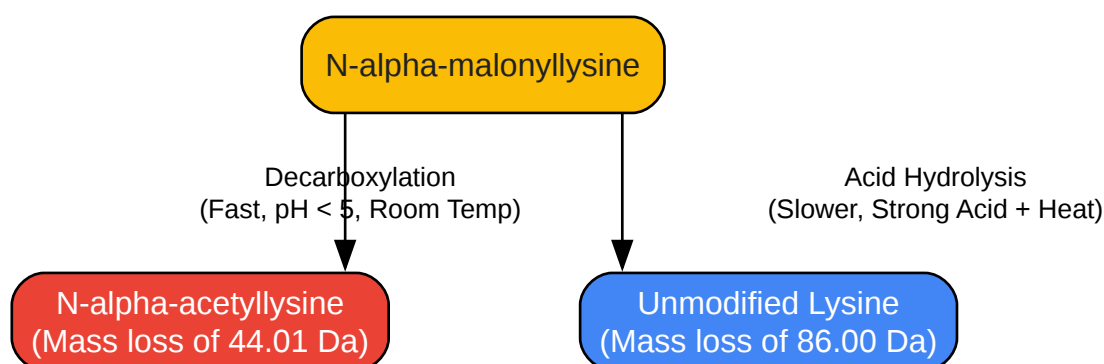 N-alpha-malonyllysine
Decarboxylation
(Fast, pH < 5, Room Temp)
Acid Hydrolysis
(Slower, Strong Acid + Heat)
N-alpha-acetyllysine
(Mass loss of 44.01 Da)
Unmodified Lysine
(Mass loss of 86.00 Da)